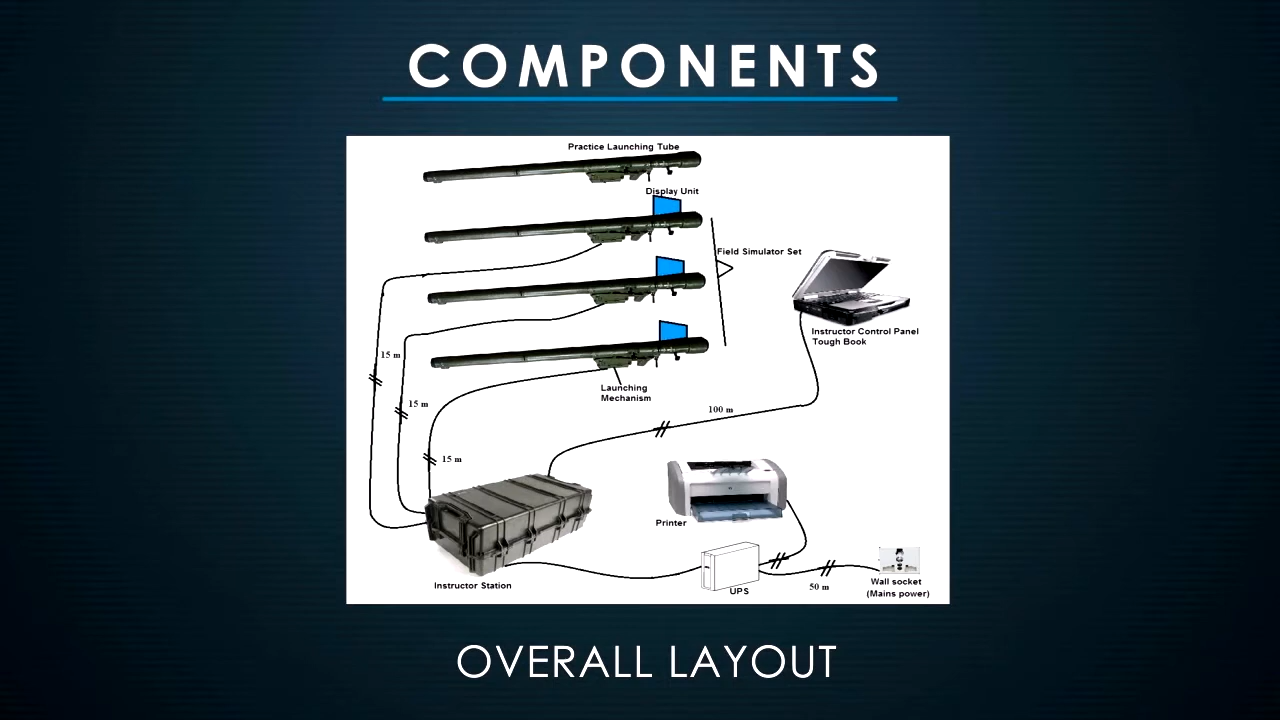 COMPONENTS
Practice Launching Tube
Display Unit
Field Simulator Set
Instructor Control Panel
Tough Book
15 m
Launching
Mechanism
15 m
100 m
15 m
Printer
Instructor Station
UPS
50 m
Wall socket
(Mains power)
OVERALL LAYOUT